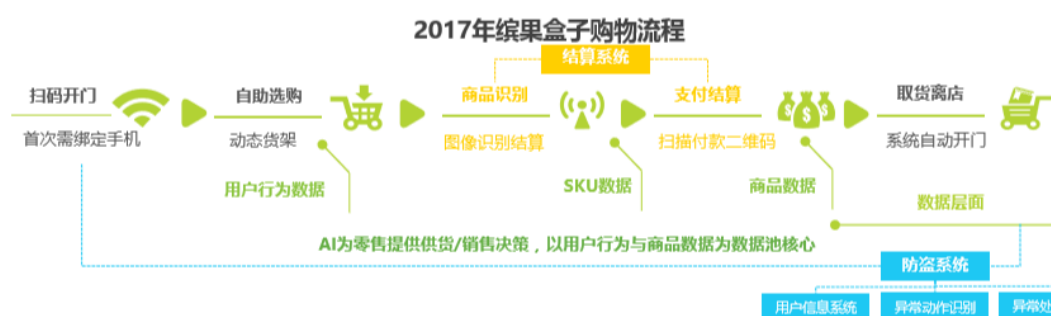 2017年缤果盒子购物流程
结算系统
扫码开门
自助选购
商品识别
支付结算
取货离店
首次需绑定手机
动态货架
图像识别结算
扫描付款二维码
系统自动开门
用户行为数据
SKU数据
商品数据
数据层面
AI为零售提供供货/销售决策，以用户行为与商品数据为数据池核心
防盗系统
用户信息系统
异常动作识别
异常处